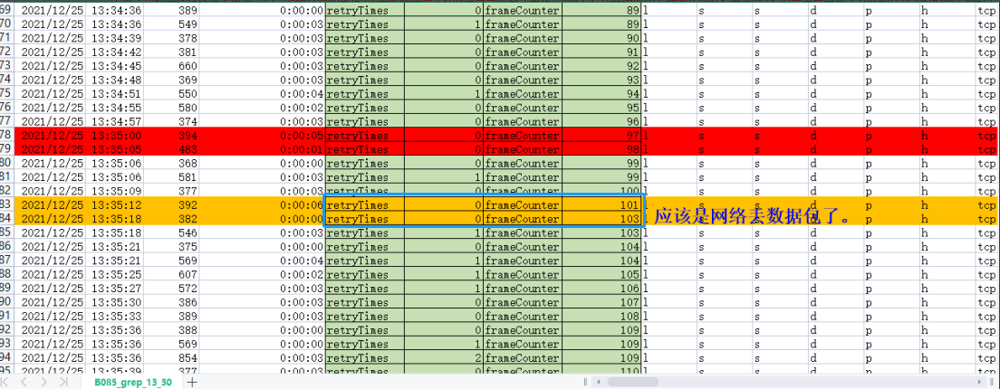 69 2021/12/25 13:34:36 389 0:00:00 retryTimes 0 frameCounter 89 l s s d p h tcp
70 2021/12/25 13:34:36 549 0:00:03 retryTimes 1 frameCounter 89 l s s d p h tcp
71 2021/12/25 13:34:39 378 0:00:03 retryTimes 0 frameCounter 90 l s s d p h tcp
72 2021/12/25 13:34:42 381 0:00:03 retryTimes 0 frameCounter 91 l s s d p h tcp
73 2021/12/25 13:34:45 660 0:00:03 retryTimes 0 frameCounter 92 l s s d p h tcp
74 2021/12/25 13:34:48 369 0:00:03 retryTimes 0 frameCounter 93 l s s d p h tcp
75 2021/12/25 13:34:51 550 0:00:04 retryTimes 1 frameCounter 94 l s s d p h tcp
76 2021/12/25 13:34:55 580 0:00:02 retryTimes 0 frameCounter 95 l s s d p h tcp
77 2021/12/25 13:34:57 374 0:00:03 retryTimes 0 frameCounter 96 l s s d p h tcp
78 2021/12/25 13:35:00 394 0:00:05 retryTimes 0 frameCounter 97 l s s d p h tcp
79 2021/12/25 13:35:05 483 0:00:01 retryTimes 0 frameCounter 98 l s s d p h tcp
80 2021/12/25 13:35:06 368 0:00:00 retryTimes 0 frameCounter 99 l s s d p h tcp
81 2021/12/25 13:35:06 581 0:00:03 retryTimes 1 frameCounter 99 l s s d p h tcp
82 2021/12/25 13:35:09 377 0:00:03 retryTimes 0 frameCounter 100 l s s d p h tcp
83 2021/12/25 13:35:12 392 0:00:06 retryTimes 0 frameCounter 101 l s s d p h tcp
84 2021/12/25 13:35:18 382 0:00:00 retryTimes 0 frameCounter 103 应该是网络丢数据包了。 h tcp
85 2021/12/25 13:35:18 546 0:00:03 retryTimes 1 frameCounter 103 l s s d p h tcp
86 2021/12/25 13:35:21 375 0:00:00 retryTimes 0 frameCounter 104 l s s d p h tcp
87 2021/12/25 13:35:21 569 0:00:04 retryTimes 1 frameCounter 104 l s s d p h tcp
88 2021/12/25 13:35:25 607 0:00:02 retryTimes 1 frameCounter 105 l s s d p h tcp
89 2021/12/25 13:35:27 572 0:00:03 retryTimes 1 frameCounter 106 l s s d p h tcp
90 2021/12/25 13:35:30 386 0:00:03 retryTimes 0 frameCounter 107 l s s d p h tcp
91 2021/12/25 13:35:33 389 0:00:03 retryTimes 0 frameCounter 108 l s s d p h tcp
92 2021/12/25 13:35:36 388 0:00:00 retryTimes 0 frameCounter 109 l s s d p h tcp
93 2021/12/25 13:35:36 569 0:00:00 retryTimes 1 frameCounter 109 l s s d p h tcp
94 2021/12/25 13:35:36 854 0:00:03 retryTimes 2 frameCounter 109 l s s d p h tcp
95 2021/12/25 13:35:39 377 0:00:03 retryTimes 0 frameCounter 110 l s s d p h tcp
B085_grep_13_30